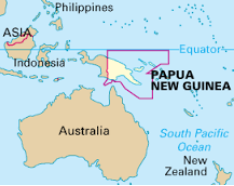 Philippines
ASIA
Equator
Indonesia
PAPUA
NEW GUINEA
Australia
South Pacific
Ocean
New
Zealand